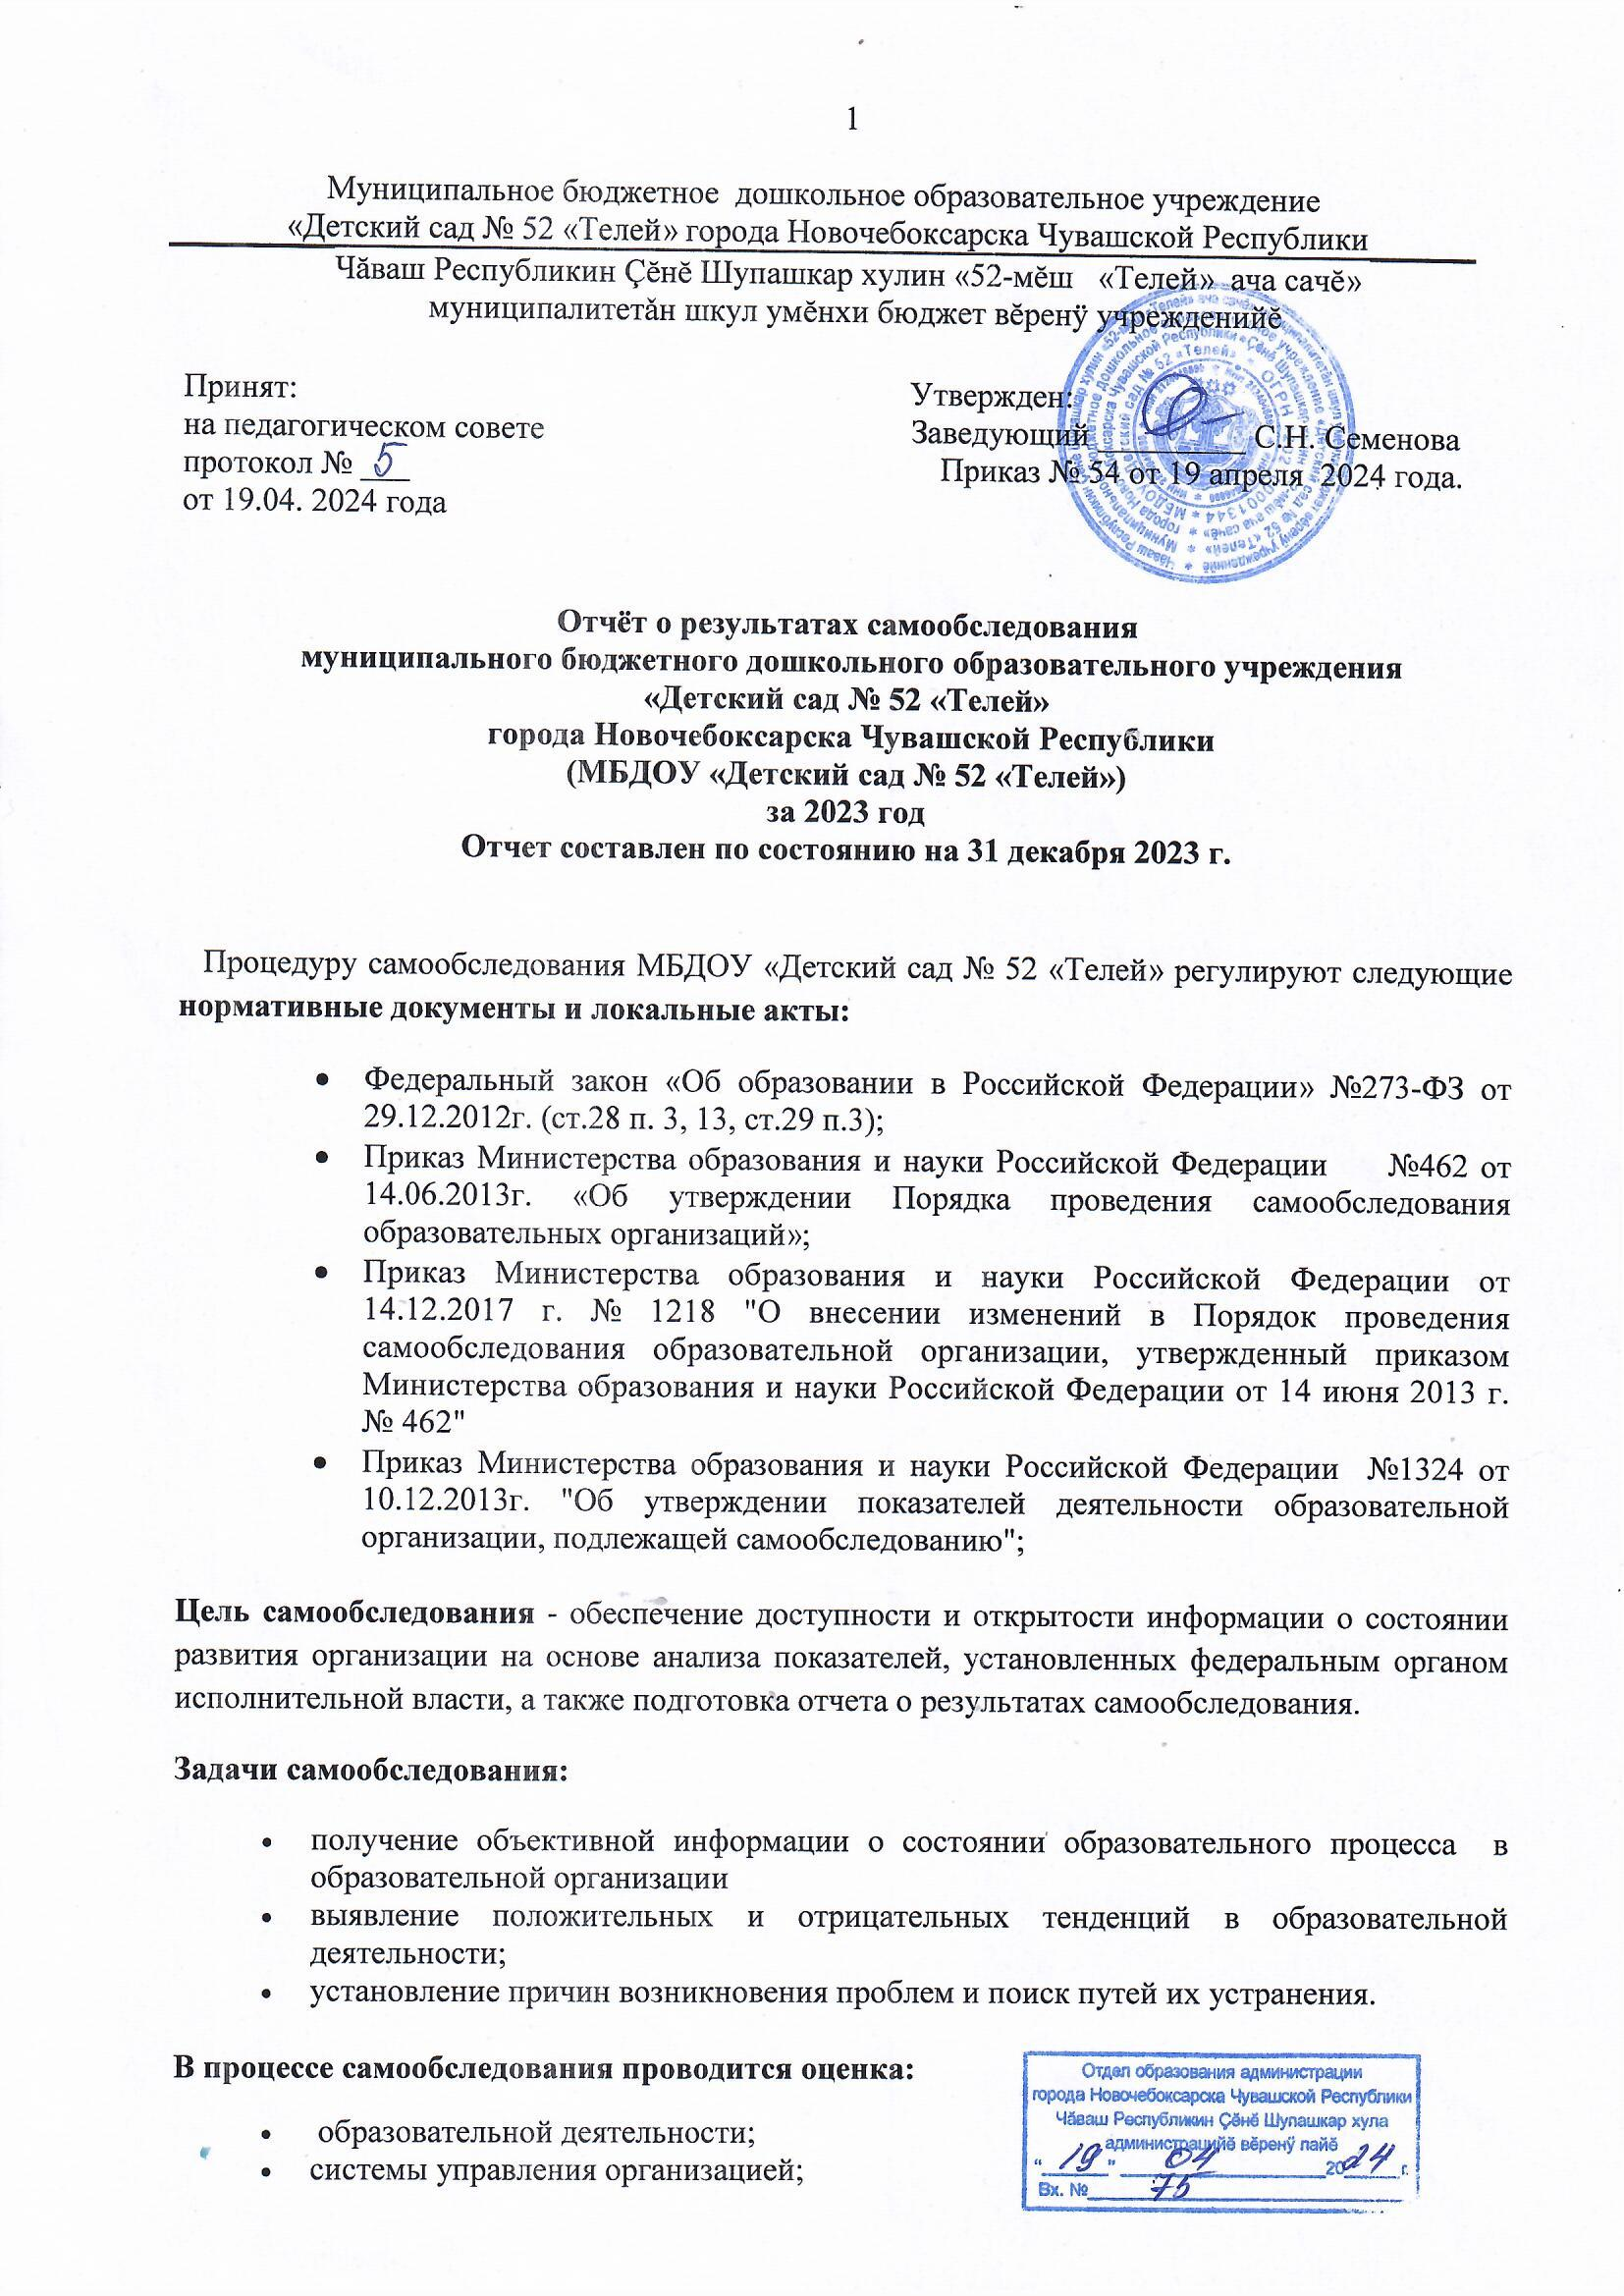 1
Муниципальное бюджетное дошкольное образовательное учреждение
«Детский сад № 52 «Телей» города Новочебоксарска Чувашской Республики
Чӑваш Республикин Ҫӗнӗ Шупашкар хулин «52-мӗш «Телей» ача сачӗ»
муниципалитетӑн шкул умӗнхи бюджет вӗренӳ учрежденийӗ
Принят:
на педагогическом совете
протокол № 5
от 19.04. 2024 года
Утвержден:
Заведующий С.Н. Семенова
Приказ № 54 от 19 апреля 2024 года.
Отчёт о результатах самообследования
муниципального бюджетного дошкольного образовательного учреждения
«Детский сад № 52 «Телей»
города Новочебоксарска Чувашской Республики
(МБДОУ «Детский сад № 52 «Телей»)
за 2023 год
Отчет составлен по состоянию на 31 декабря 2023 г.
Процедуру самообследования МБДОУ «Детский сад № 52 «Телей» регулируют следующие
нормативные документы и локальные акты:
• Федеральный закон «Об образовании в Российской Федерации» №273-ФЗ от
29.12.2012г. (ст.28 п. 3, 13, ст.29 п.3);
• Приказ Министерства образования и науки Российской Федерации №462 от
14.06.2013г. «Об утверждении Порядка проведения самообследования
образовательных организаций»;
• Приказ Министерства образования и науки Российской Федерации от
14.12.2017 г. № 1218 "О внесении изменений в Порядок проведения
самообследования образовательной организации, утвержденный приказом
Министерства образования и науки Российской Федерации от 14 июня 2013 г.
№ 462"
• Приказ Министерства образования и науки Российской Федерации №1324 от
10.12.2013г. "Об утверждении показателей деятельности образовательной
организации, подлежащей самообследованию";
Цель самообследования - обеспечение доступности и открытости информации о состоянии
развития организации на основе анализа показателей, установленных федеральным органом
исполнительной власти, а также подготовка отчета о результатах самообследования.
Задачи самообследования:
• получение объективной информации о состоянии образовательного процесса в
образовательной организации
• выявление положительных и отрицательных тенденций в образовательной
деятельности;
• установление причин возникновения проблем и поиск путей их устранения.
В процессе самообследования проводится оценка:
• образовательной деятельности;
• системы управления организацией;
Отдел образования администрации
города Новочебоксарска Чувашской Республики
Чӑваш Республикин Ҫӗнӗ Шупашкар хула
администрацийӗ вӗренӳ пайӗ
"19" 04 2024 г.
Вх. № 75